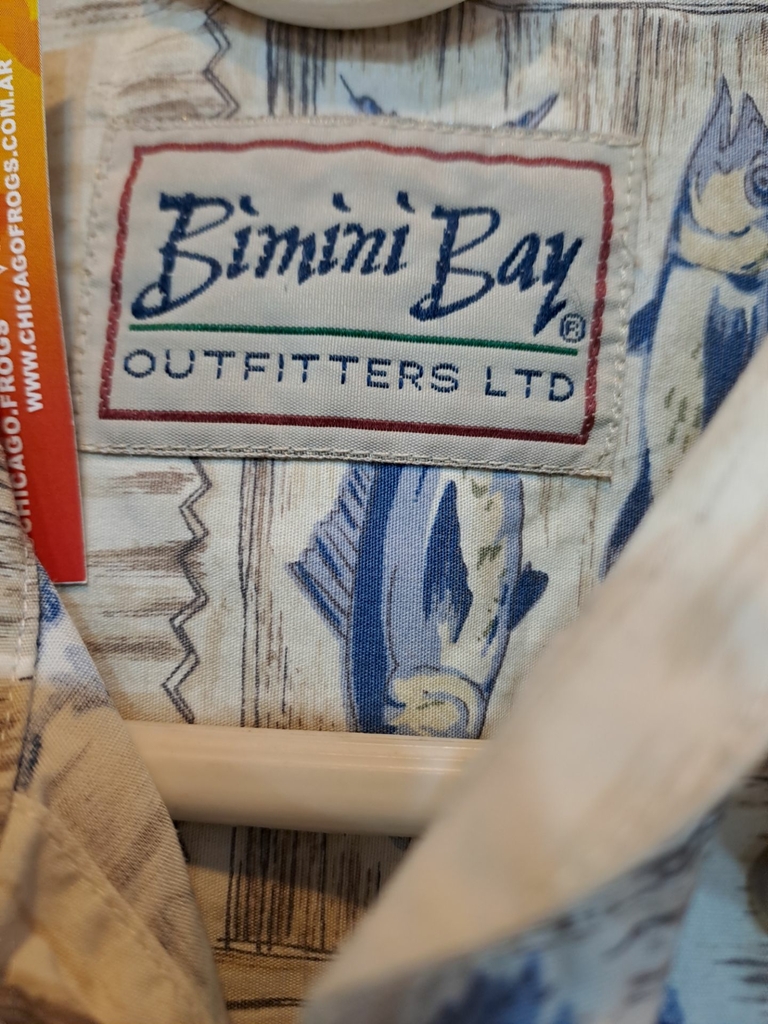 Bimini Bay ®
OUTFITTERS LTD
WWW.CHICAGOFROGS.COM.AR
CHICAGO.FROGS